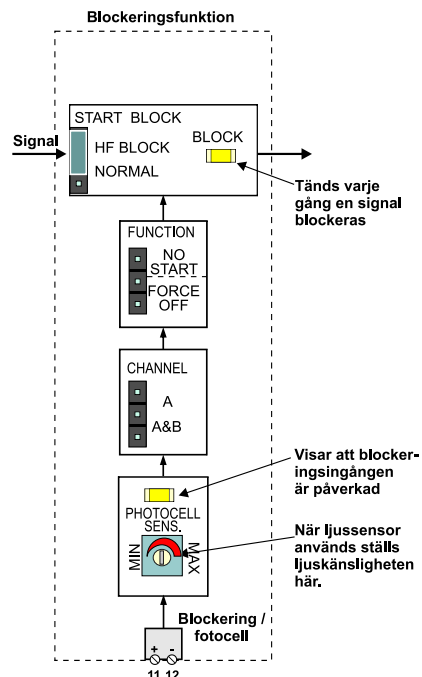 Blockeringsfunktion
START BLOCK
Signal
HF BLOCK
NORMAL
BLOCK
Tänds varje
gång en signal
blockeras
FUNCTION
NO
START
FORCE
OFF
CHANNEL
A
A&B
Visar att blocker-
ingsingången
är påverkad
PHOTOCELL
SENS.
MIN
MAX
När ljussensor
används ställs
ljuskänsligheten
här.
Blockering /
fotocell
+ -
11 12